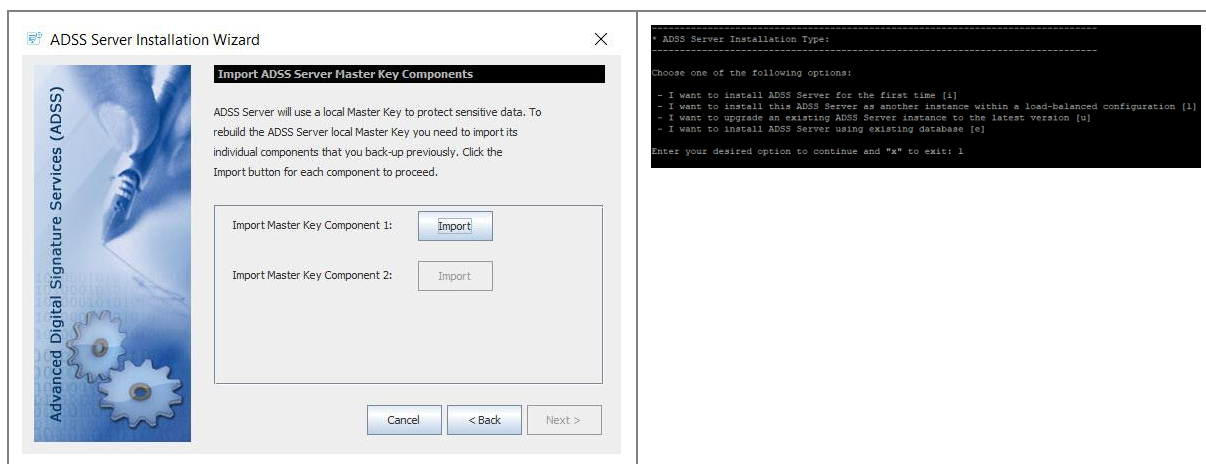 ADSS Server Installation Wizard
Advanced Digital Signature Services (ADSS)
Import ADSS Server Master Key Components
ADSS Server will use a local Master Key to protect sensitive data. To
rebuild the ADSS Server local Master Key you need to import its
individual components that you back-up previously. Click the
Import button for each component to proceed.
Import Master Key Component 1: Import
Import Master Key Component 2: Import
Cancel < Back Next >
* ADSS Server Installation Type:
Choose one of the following options:
- I want to install ADSS Server for the first time [i]
- I want to install this ADSS Server as another instance within a load-balanced configuration [l]
- I want to upgrade an existing ADSS Server instance to the latest version [u]
- I want to install ADSS Server using existing database [e]
Enter your desired option to continue and "x" to exit: l